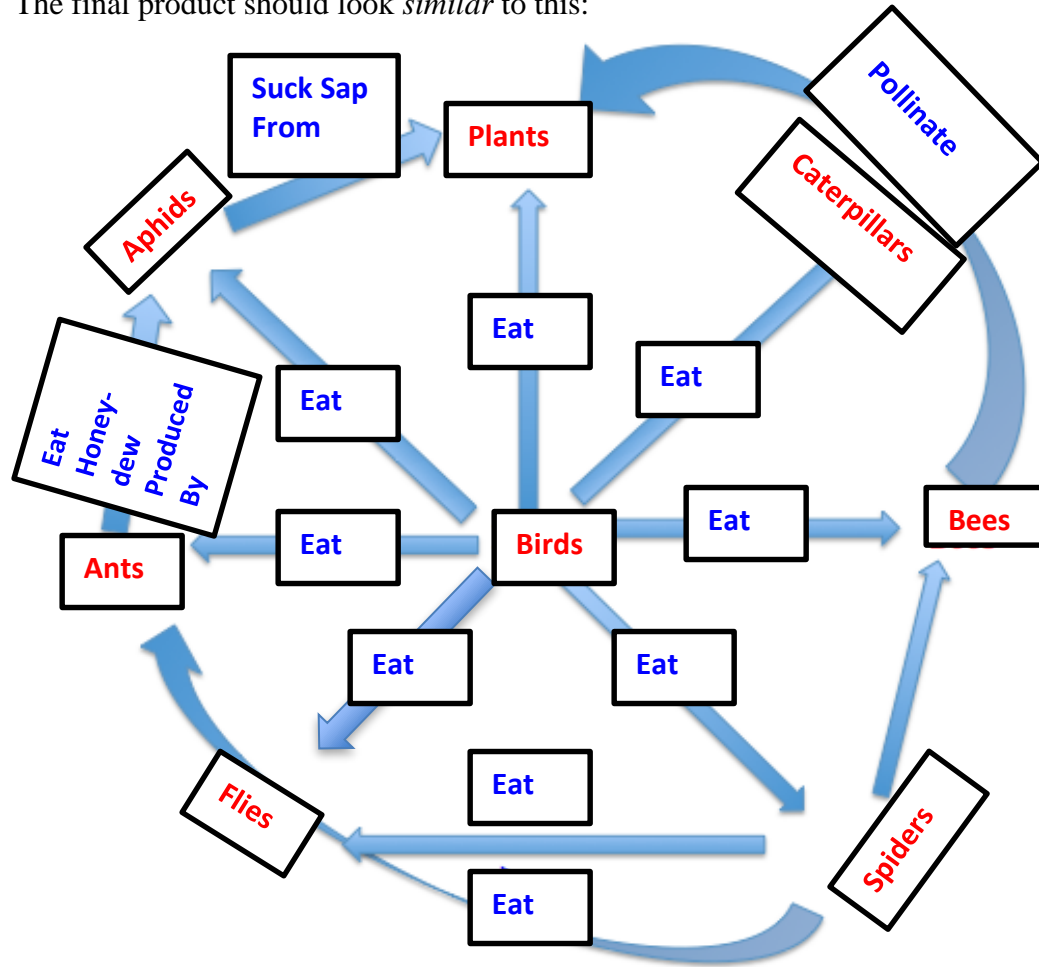 The final product should look similar to this:
Suck Sap
From
Plants
Pollinate
Caterpillars
Aphids
Eat
Eat
Eat
Eat
Honey-
dew
Produced
By
Ants
Eat
Birds
Eat
Bees
Eat
Eat
Flies
Eat
Spiders
Eat